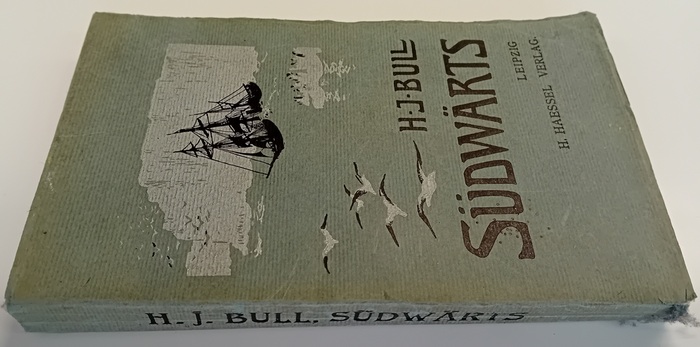 H·J·BULL
SÜDWÄRTS
LEIPZIG
H. HAESSEL VERLAG.
H. J. BULL, SÜDWÄRTS